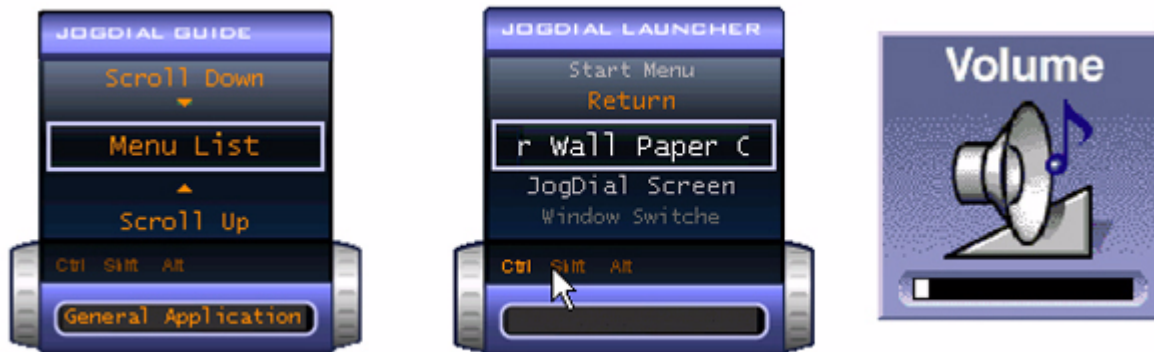 JOGDIAL GUIDE
Scroll Down
Menu List
Scroll Up
Ctrl Shift Alt
General Application
JOGDIAL LAUNCHER
Start Menu
Return
r Wall Paper C
JogDial Screen
Window Switche
Ctrl Shift Alt
Volume